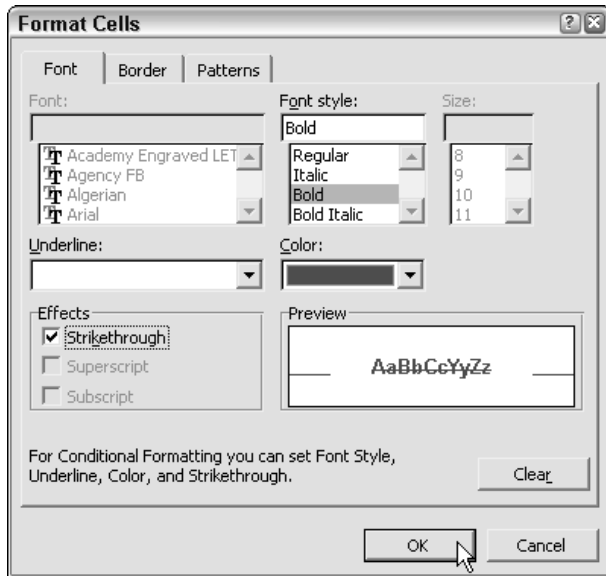 Format Cells
Font Border Patterns
Font: Font style: Size:
Bold
Academy Engraved LET Regular 8
Agency FB Italic 9
Algerian Bold 10
Arial Bold Italic 11
Underline: Color:
Effects Preview
Strikethrough
AaBbCcYyZz
Superscript
Subscript
For Conditional Formatting you can set Font Style,
Underline, Color, and Strikethrough.
Clear
OK Cancel